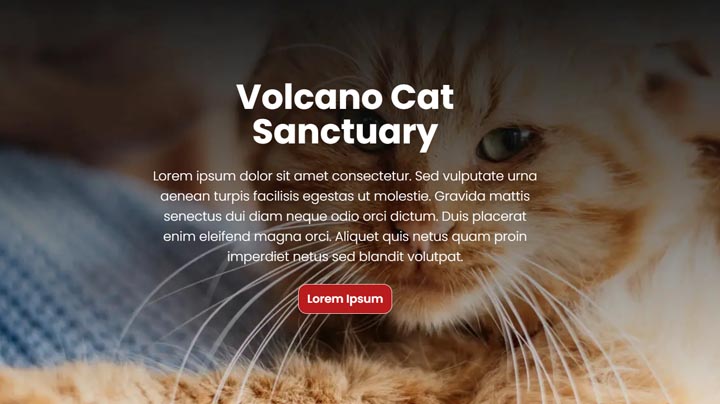 Volcano Cat
Sanctuary
Lorem ipsum dolor sit amet consectetur. Sed vulputate urna
aenean turpis facilisis egestas ut molestie. Gravida mattis
senectus dui diam neque odio orci dictum. Duis placerat
enim eleifend magna orci. Aliquet quis netus quam proin
imperdiet netus sed blandit volutpat.
Lorem Ipsum